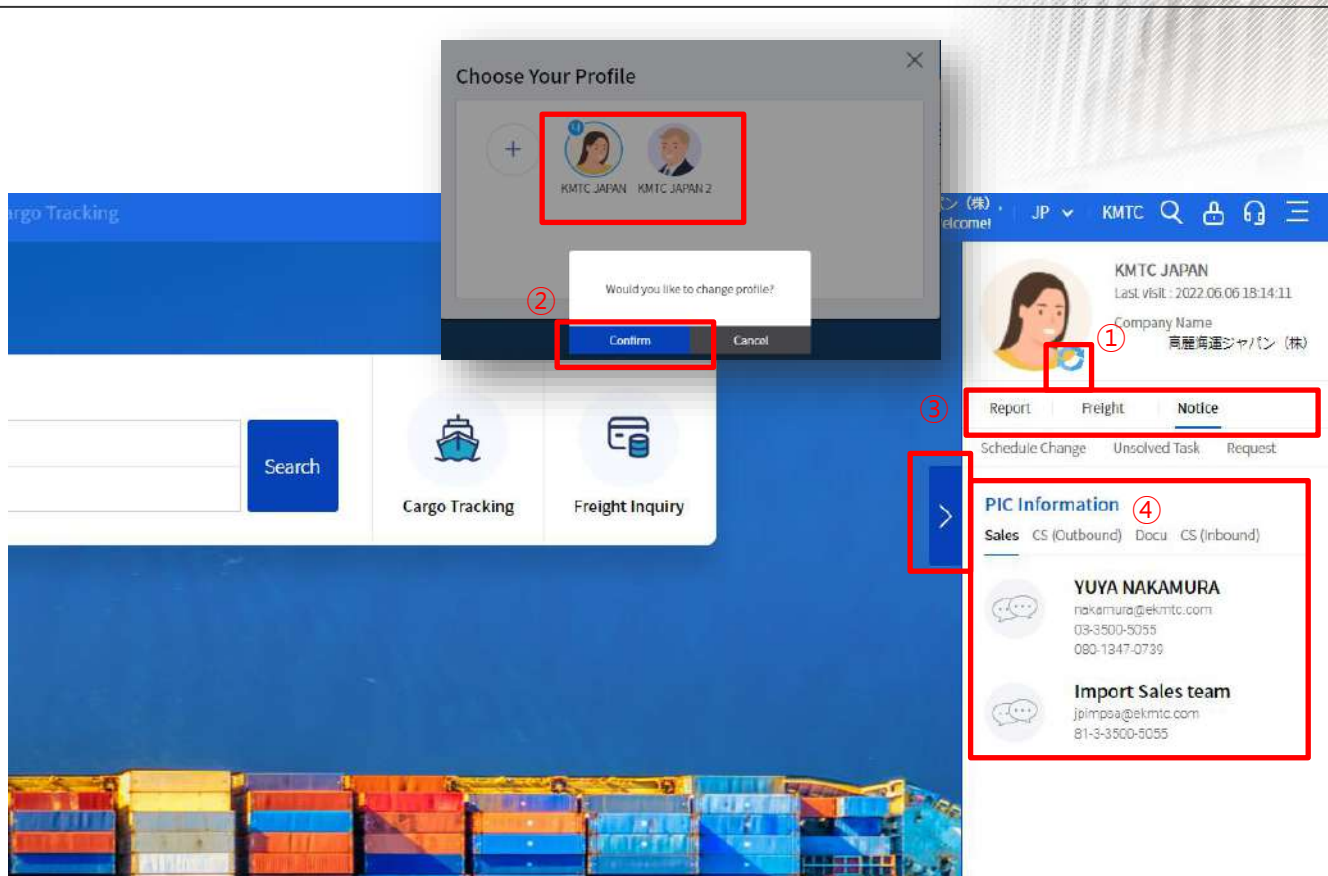 Choose Your Profile
KMTC JAPAN KMTC JAPAN 2
Would you like to change profile?
②
Confirm Cancel
argo Tracking
ン (株) ,
elcome!
JP
KMTC
KMTC JAPAN
Last visit : 2022.06.06 18:14:11
①
Company Name
高麗海運ジャパン (株)
③
Report Freight Notice
Schedule Change Unsolved Task Request
Search
Cargo Tracking
Freight Inquiry
PIC Information ④
Sales CS (Outbound) Docu CS (Inbound)
YUYA NAKAMURA
nakamura@ekmtc.com
03-3500-5055
080-1347-0739
Import Sales team
jpimpsa@ekmtc.com
81-3-3500-5055